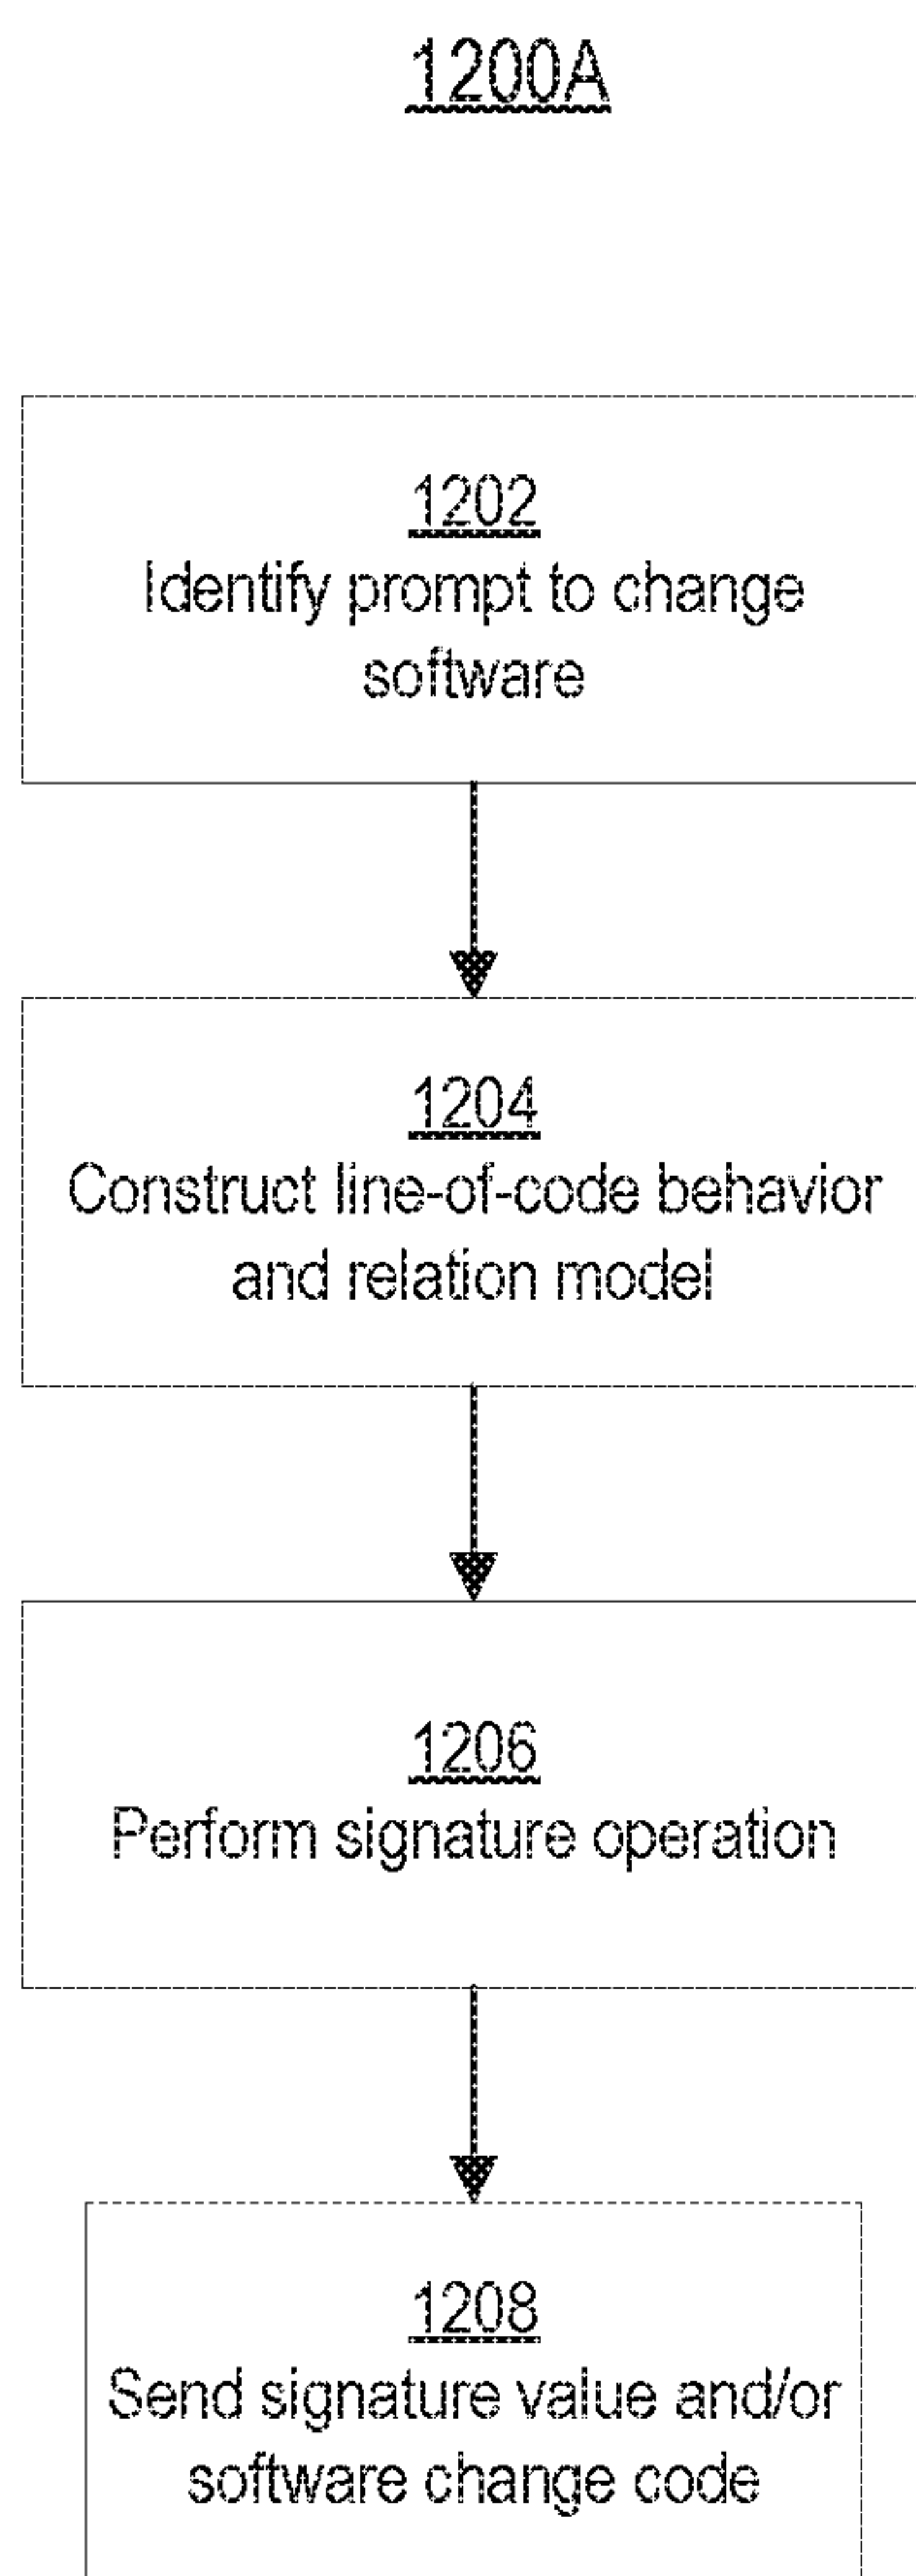 1200A
1202
Identify prompt to change
software
1204
Construct line-of-code behavior
and relation model
1206
Perform signature operation
1208
Send signature value and/or
software change code